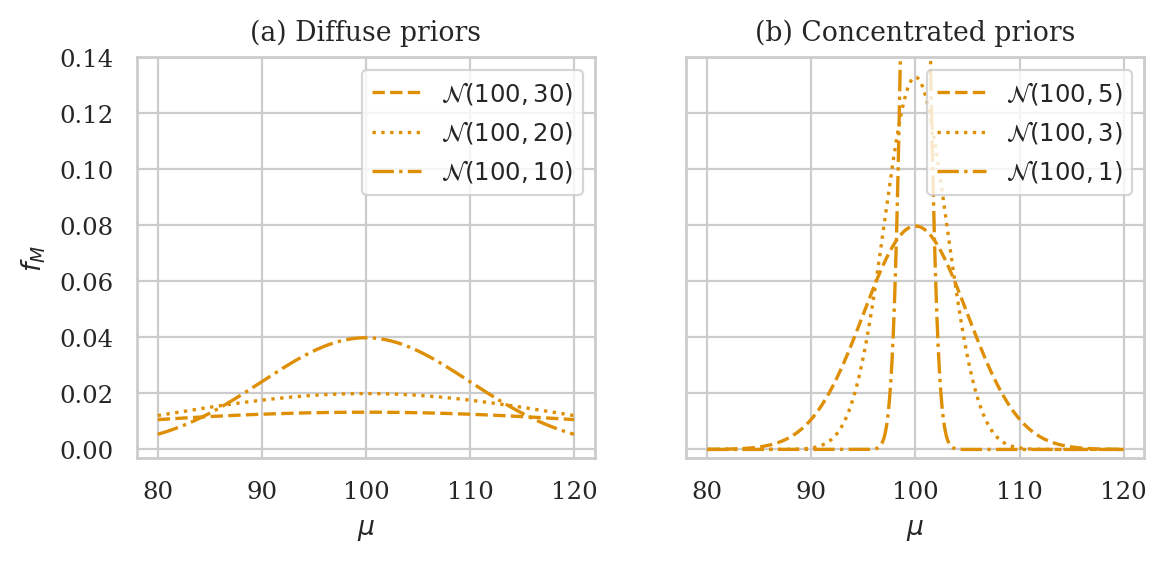 (a) Diffuse priors
0.14
0.12
0.10
0.08
0.06
0.04
0.02
0.00
f_M
80 90 100 110 120
μ
𝒩(100, 30)
𝒩(100, 20)
𝒩(100, 10)
(b) Concentrated priors
80 90 100 110 120
μ
𝒩(100, 5)
𝒩(100, 3)
𝒩(100, 1)